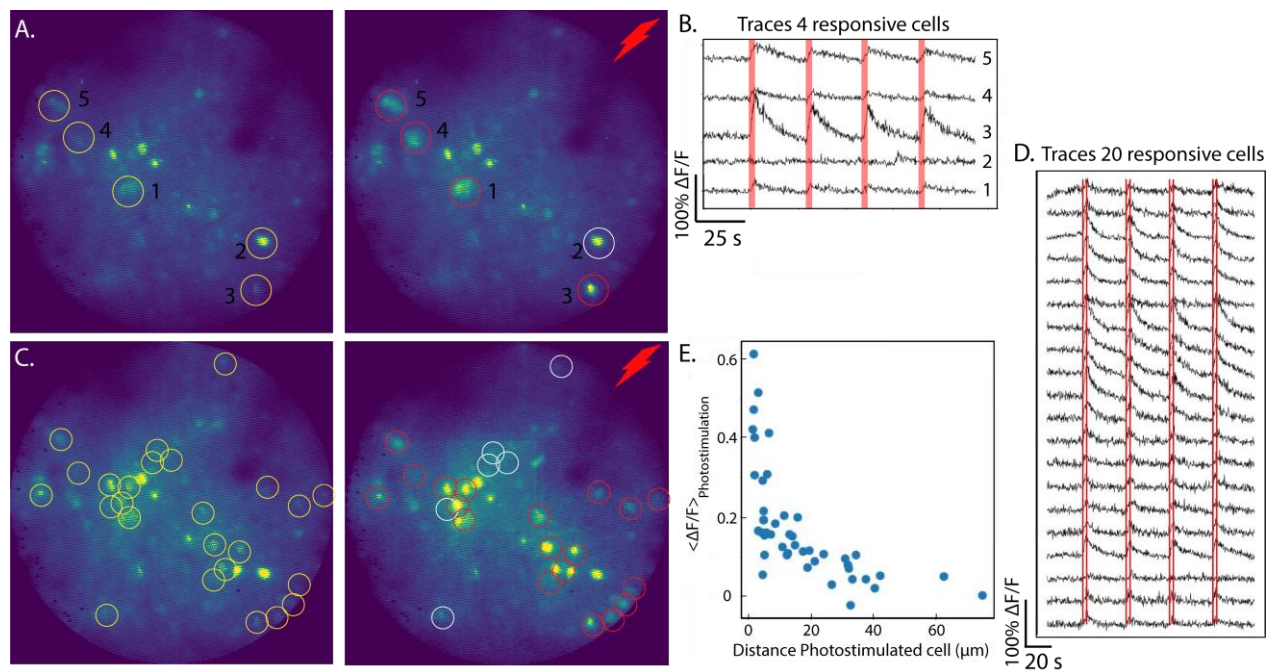 A.
5
4
1
2
3
5
4
1
2
3
B.
Traces 4 responsive cells
5
4
3
2
1
100% ΔF/F
25 s
C.
D. Traces 20 responsive cells
100% ΔF/F
20 s
E.
0.6
0.4
0.2
0
<ΔF/F>Photostimulation
0 20 40 60
Distance Photostimulated cell (μm)